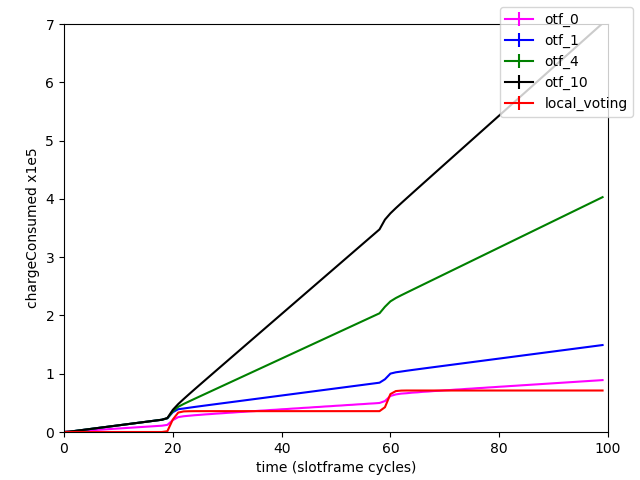 otf_0
otf_1
otf_4
otf_10
local_voting
7
6
5
4
3
2
1
0
chargeConsumed x1e5
0 20 40 60 80 100
time (slotframe cycles)